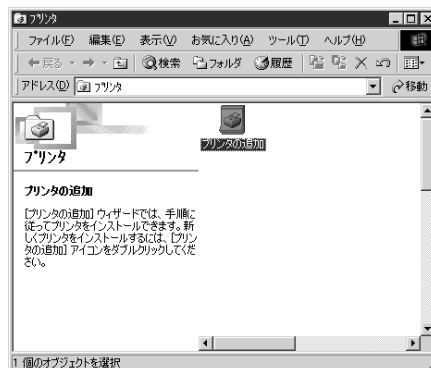 プリンタ
ファイル(F) 編集(E) 表示(V) お気に入り(A) ツール(T) ヘルプ(H)
戻る 検索 フォルダ 履歴
アドレス(D) プリンタ 移動
プリンタの追加
プリンタ
プリンタの追加
[プリンタの追加] ウィザードでは、手順に
従ってプリンタをインストールできます。新
しくプリンタをインストールするには、[プリン
タの追加] アイコンをダブルクリックしてくだ
さい。
1 個のオブジェクトを選択